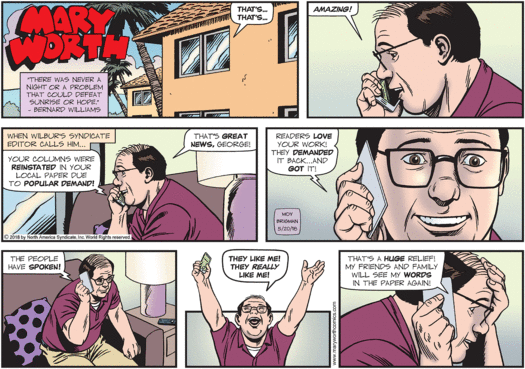 MARY
WORTH
"THERE WAS NEVER A
NIGHT OR A PROBLEM
THAT COULD DEFEAT
SUNRISE OR HOPE."
- BERNARD WILLIAMS
THAT'S...
THAT'S...
AMAZING!
WHEN WILBUR'S SYNDICATE
EDITOR CALLS HIM....
YOUR COLUMNS WERE
REINSTATED IN YOUR
LOCAL PAPER DUE
TO POPULAR DEMAND!
THAT'S GREAT
NEWS, GEORGE!
© 2018 by North America Syndicate, Inc. World Rights reserved
READERS LOVE
YOUR WORK!
THEY DEMANDED
IT BACK...AND
GOT IT!
MOY
BRIGMAN
5/20/18
THE PEOPLE
HAVE SPOKEN!
THEY LIKE ME!
THEY REALLY
LIKE ME!
www.maryworthcomics.com
THAT'S A HUGE RELIEF!
MY FRIENDS AND FAMILY
WILL SEE MY WORDS
IN THE PAPER AGAIN!